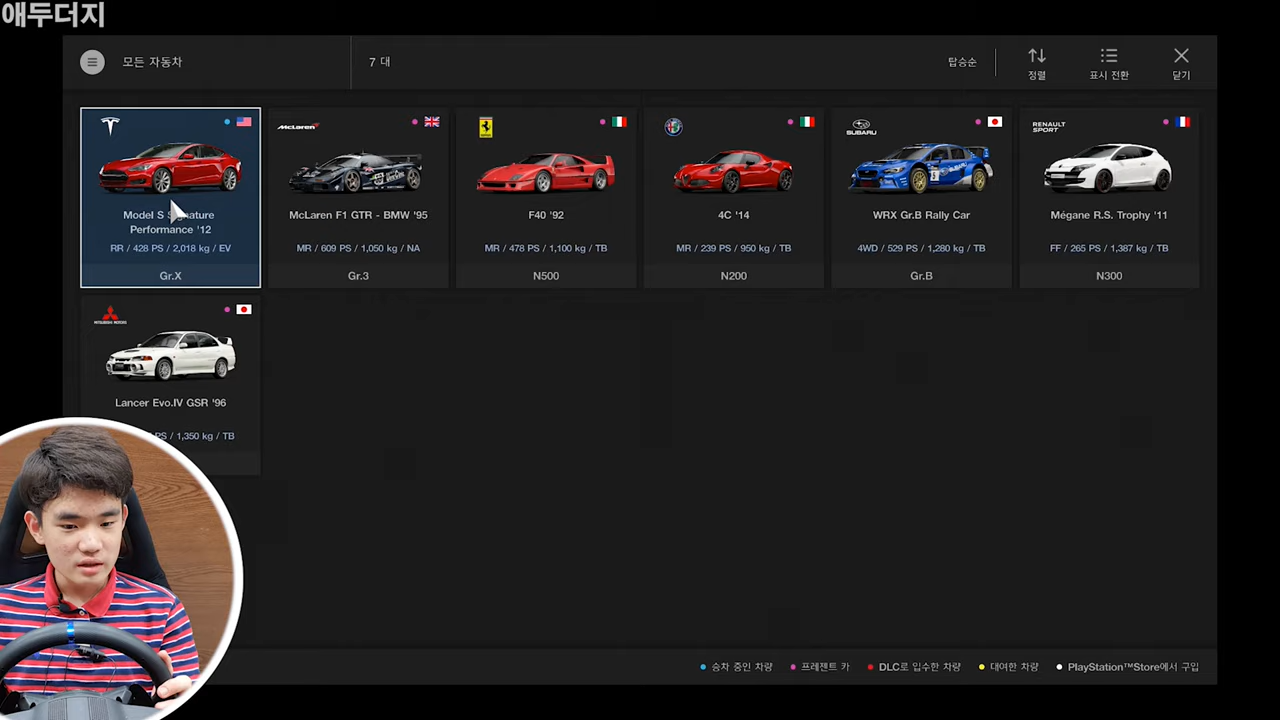 애두더지
모든 자동차
7 대
탑승순
정렬
표시 전환
닫기
Model S Signature
Performance '12
RR / 428 PS / 2,018 kg / EV
Gr.X
McLaren
McLaren F1 GTR - BMW '95
MR / 609 PS / 1,050 kg / NA
Gr.3
F40 '92
MR / 478 PS / 1,100 kg / TB
N500
4C '14
MR / 239 PS / 950 kg / TB
N200
SUBARU
WRX Gr.B Rally Car
4WD / 529 PS / 1,280 kg / TB
Gr.B
RENAULT
SPORT
Mégane R.S. Trophy '11
FF / 265 PS / 1,387 kg / TB
N300
MITSUBISHI MOTORS
Lancer Evo.IV GSR '96
PS / 1,350 kg / TB
승차 중인 차량
프레젠트 카
DLC로 입수한 차량
대여한 차량
PlayStation™Store에서 구입